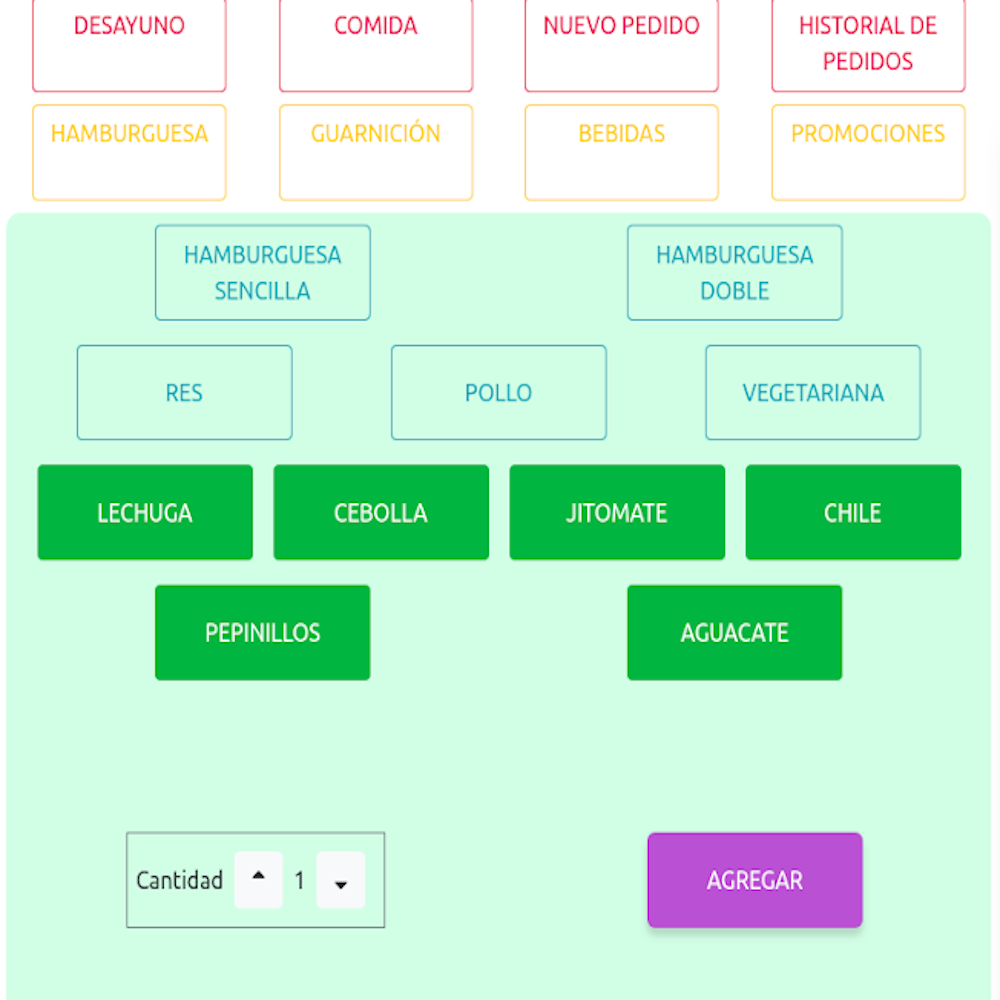 DESAYUNO
COMIDA
NUEVO PEDIDO
HISTORIAL DE
PEDIDOS
HAMBURGUESA
GUARNICIÓN
BEBIDAS
PROMOCIONES
HAMBURGUESA
SENCILLA
HAMBURGUESA
DOBLE
RES
POLLO
VEGETARIANA
LECHUGA
CEBOLLA
JITOMATE
CHILE
PEPINILLOS
AGUACATE
Cantidad 1
AGREGAR